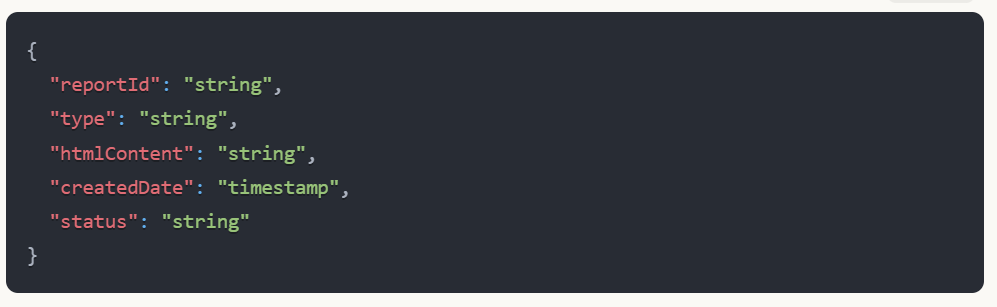 {
  "reportId": "string",
  "type": "string",
  "htmlContent": "string",
  "createdDate": "timestamp",
  "status": "string"
}